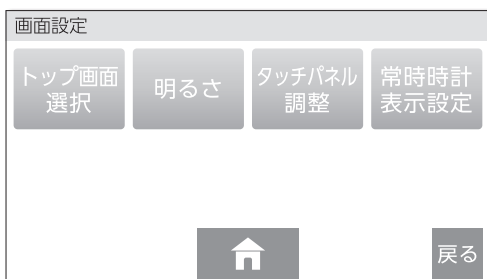 画面設定
トップ画面
選択
明るさ
タッチパネル
調整
常時時計
表示設定
戻る